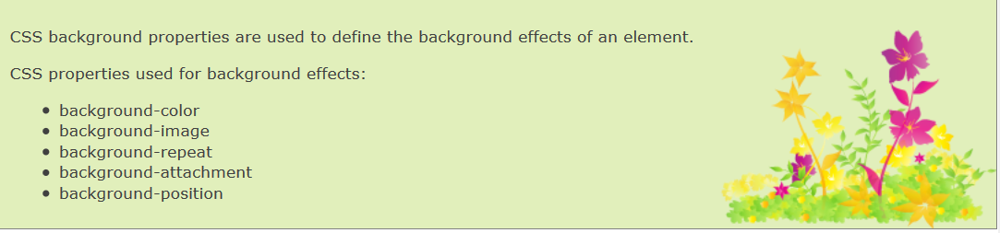 CSS background properties are used to define the background effects of an element.
CSS properties used for background effects:
background-color
background-image
background-repeat
background-attachment
background-position